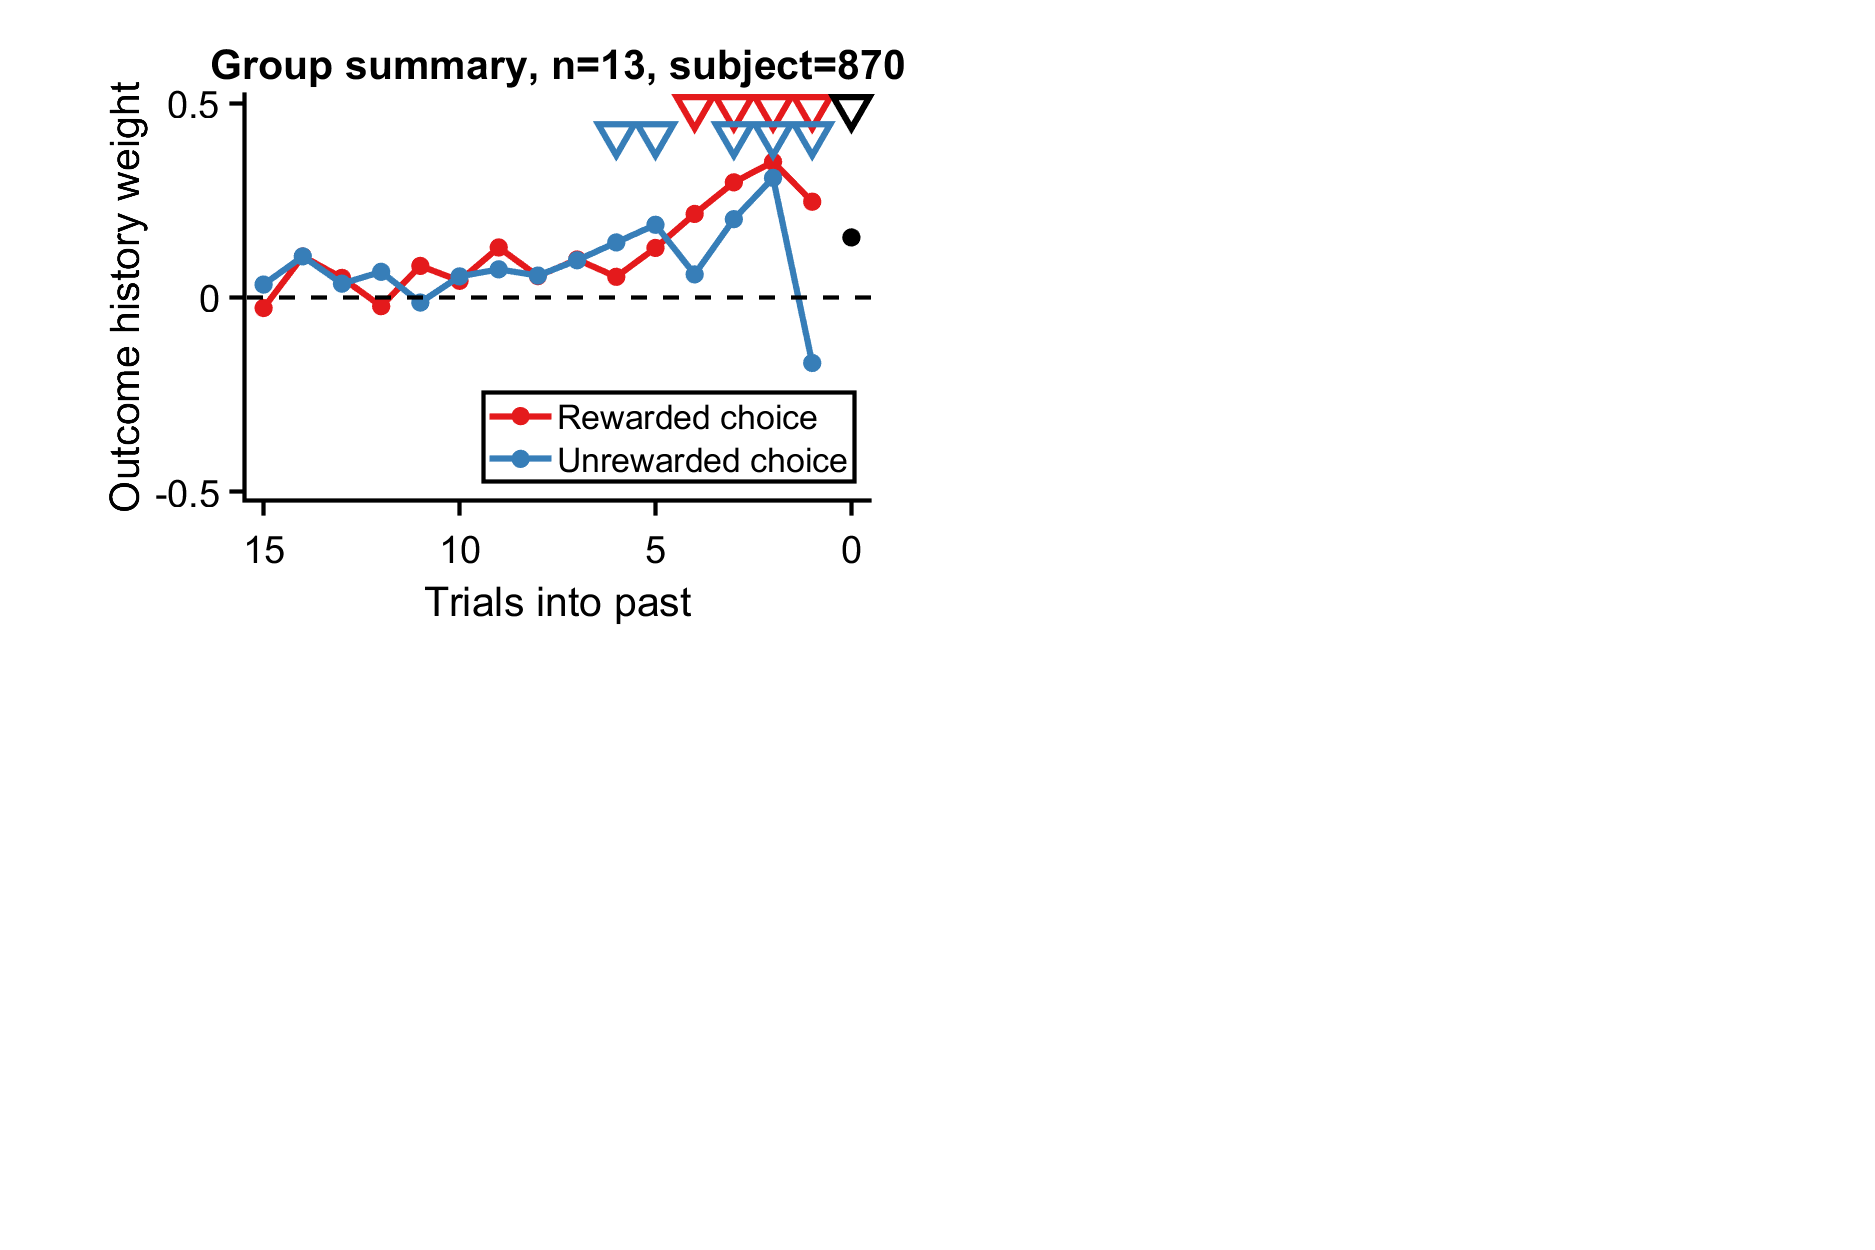 Group summary, n=13, subject=870
Outcome history weight
0.5
0
-0.5
Rewarded choice
Unrewarded choice
15 10 5 0
Trials into past